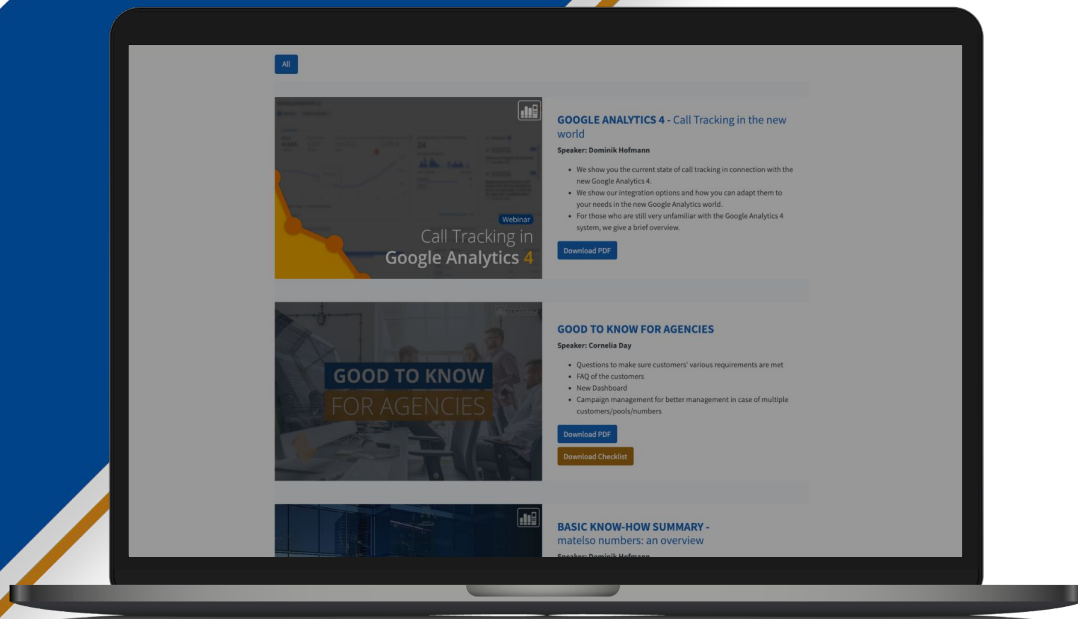 All
Webinar
Call Tracking in
Google Analytics 4
GOOGLE ANALYTICS 4 - Call Tracking in the new
world
Speaker: Dominik Hofmann
We show you the current state of call tracking in connection with the
new Google Analytics 4.
We show our integration options and how you can adapt them to
your needs in the new Google Analytics world.
For those who are still very unfamiliar with the Google Analytics 4
system, we give a brief overview.
Download PDF
GOOD TO KNOW
FOR AGENCIES
GOOD TO KNOW FOR AGENCIES
Speaker: Cornelia Day
Questions to make sure customers' various requirements are met
FAQ of the customers
New Dashboard
Campaign management for better management in case of multiple
customers/pools/numbers
Download PDF
Download Checklist
BASIC KNOW-HOW SUMMARY -
matelso numbers: an overview
Speaker: Dominik Hofmann